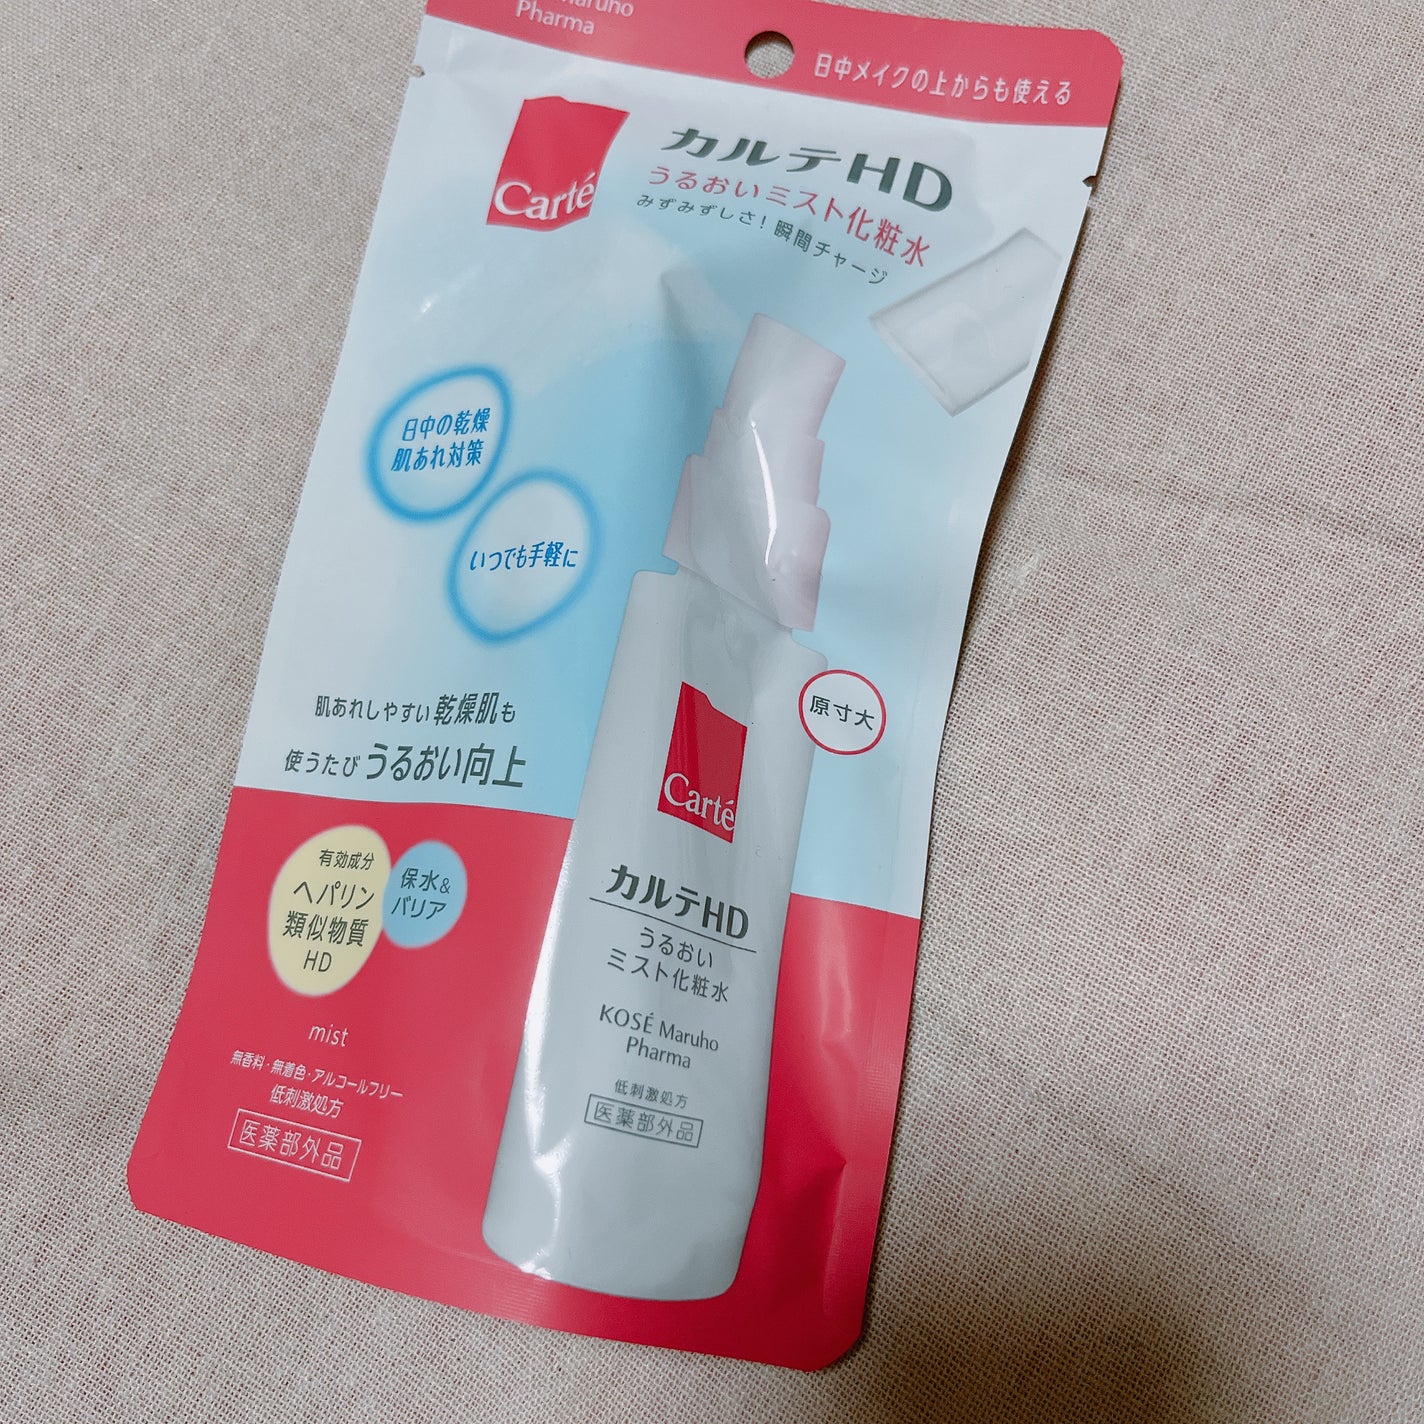 Pharma
日中メイクの上からも使える
Carté
カルテHD
うるおいミスト化粧水
みずみずしさ！瞬間チャージ
日中の乾燥
肌あれ対策
いつでも手軽に
肌あれしやすい乾燥肌も
使うたびうるおい向上
原寸大
有効成分
ヘパリン
類似物質
HD
保水&
バリア
mist
無香料・無着色・アルコールフリー
低刺激処方
医薬部外品
Carté
カルテHD
うるおい
ミスト化粧水
KOSÉ Maruho
Pharma
低刺激処方
医薬部外品